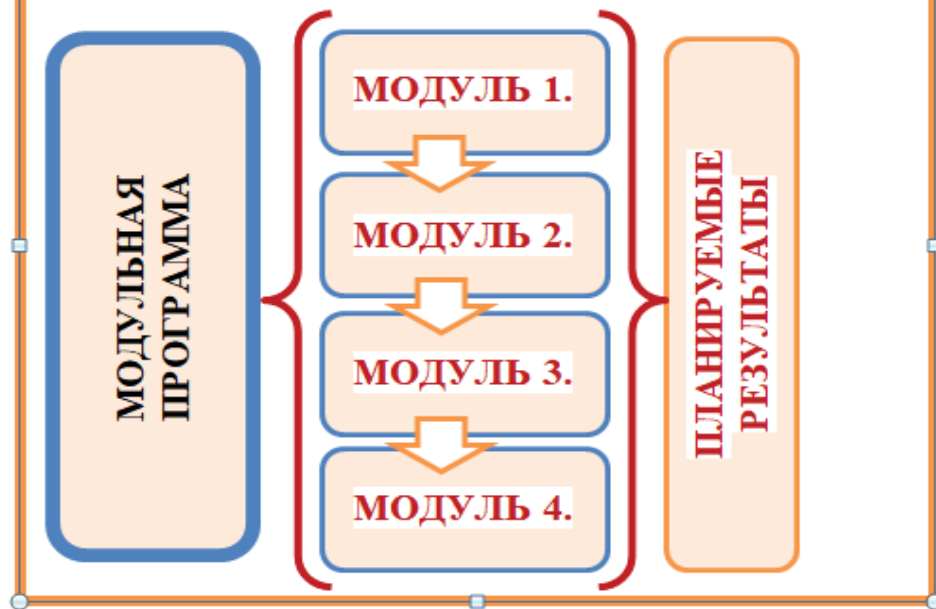 МОДУЛЬНАЯ
ПРОГРАММА
МОДУЛЬ 1.
МОДУЛЬ 2.
МОДУЛЬ 3.
МОДУЛЬ 4.
ПЛАНИРУЕМЫЕ
РЕЗУЛЬТАТЫ